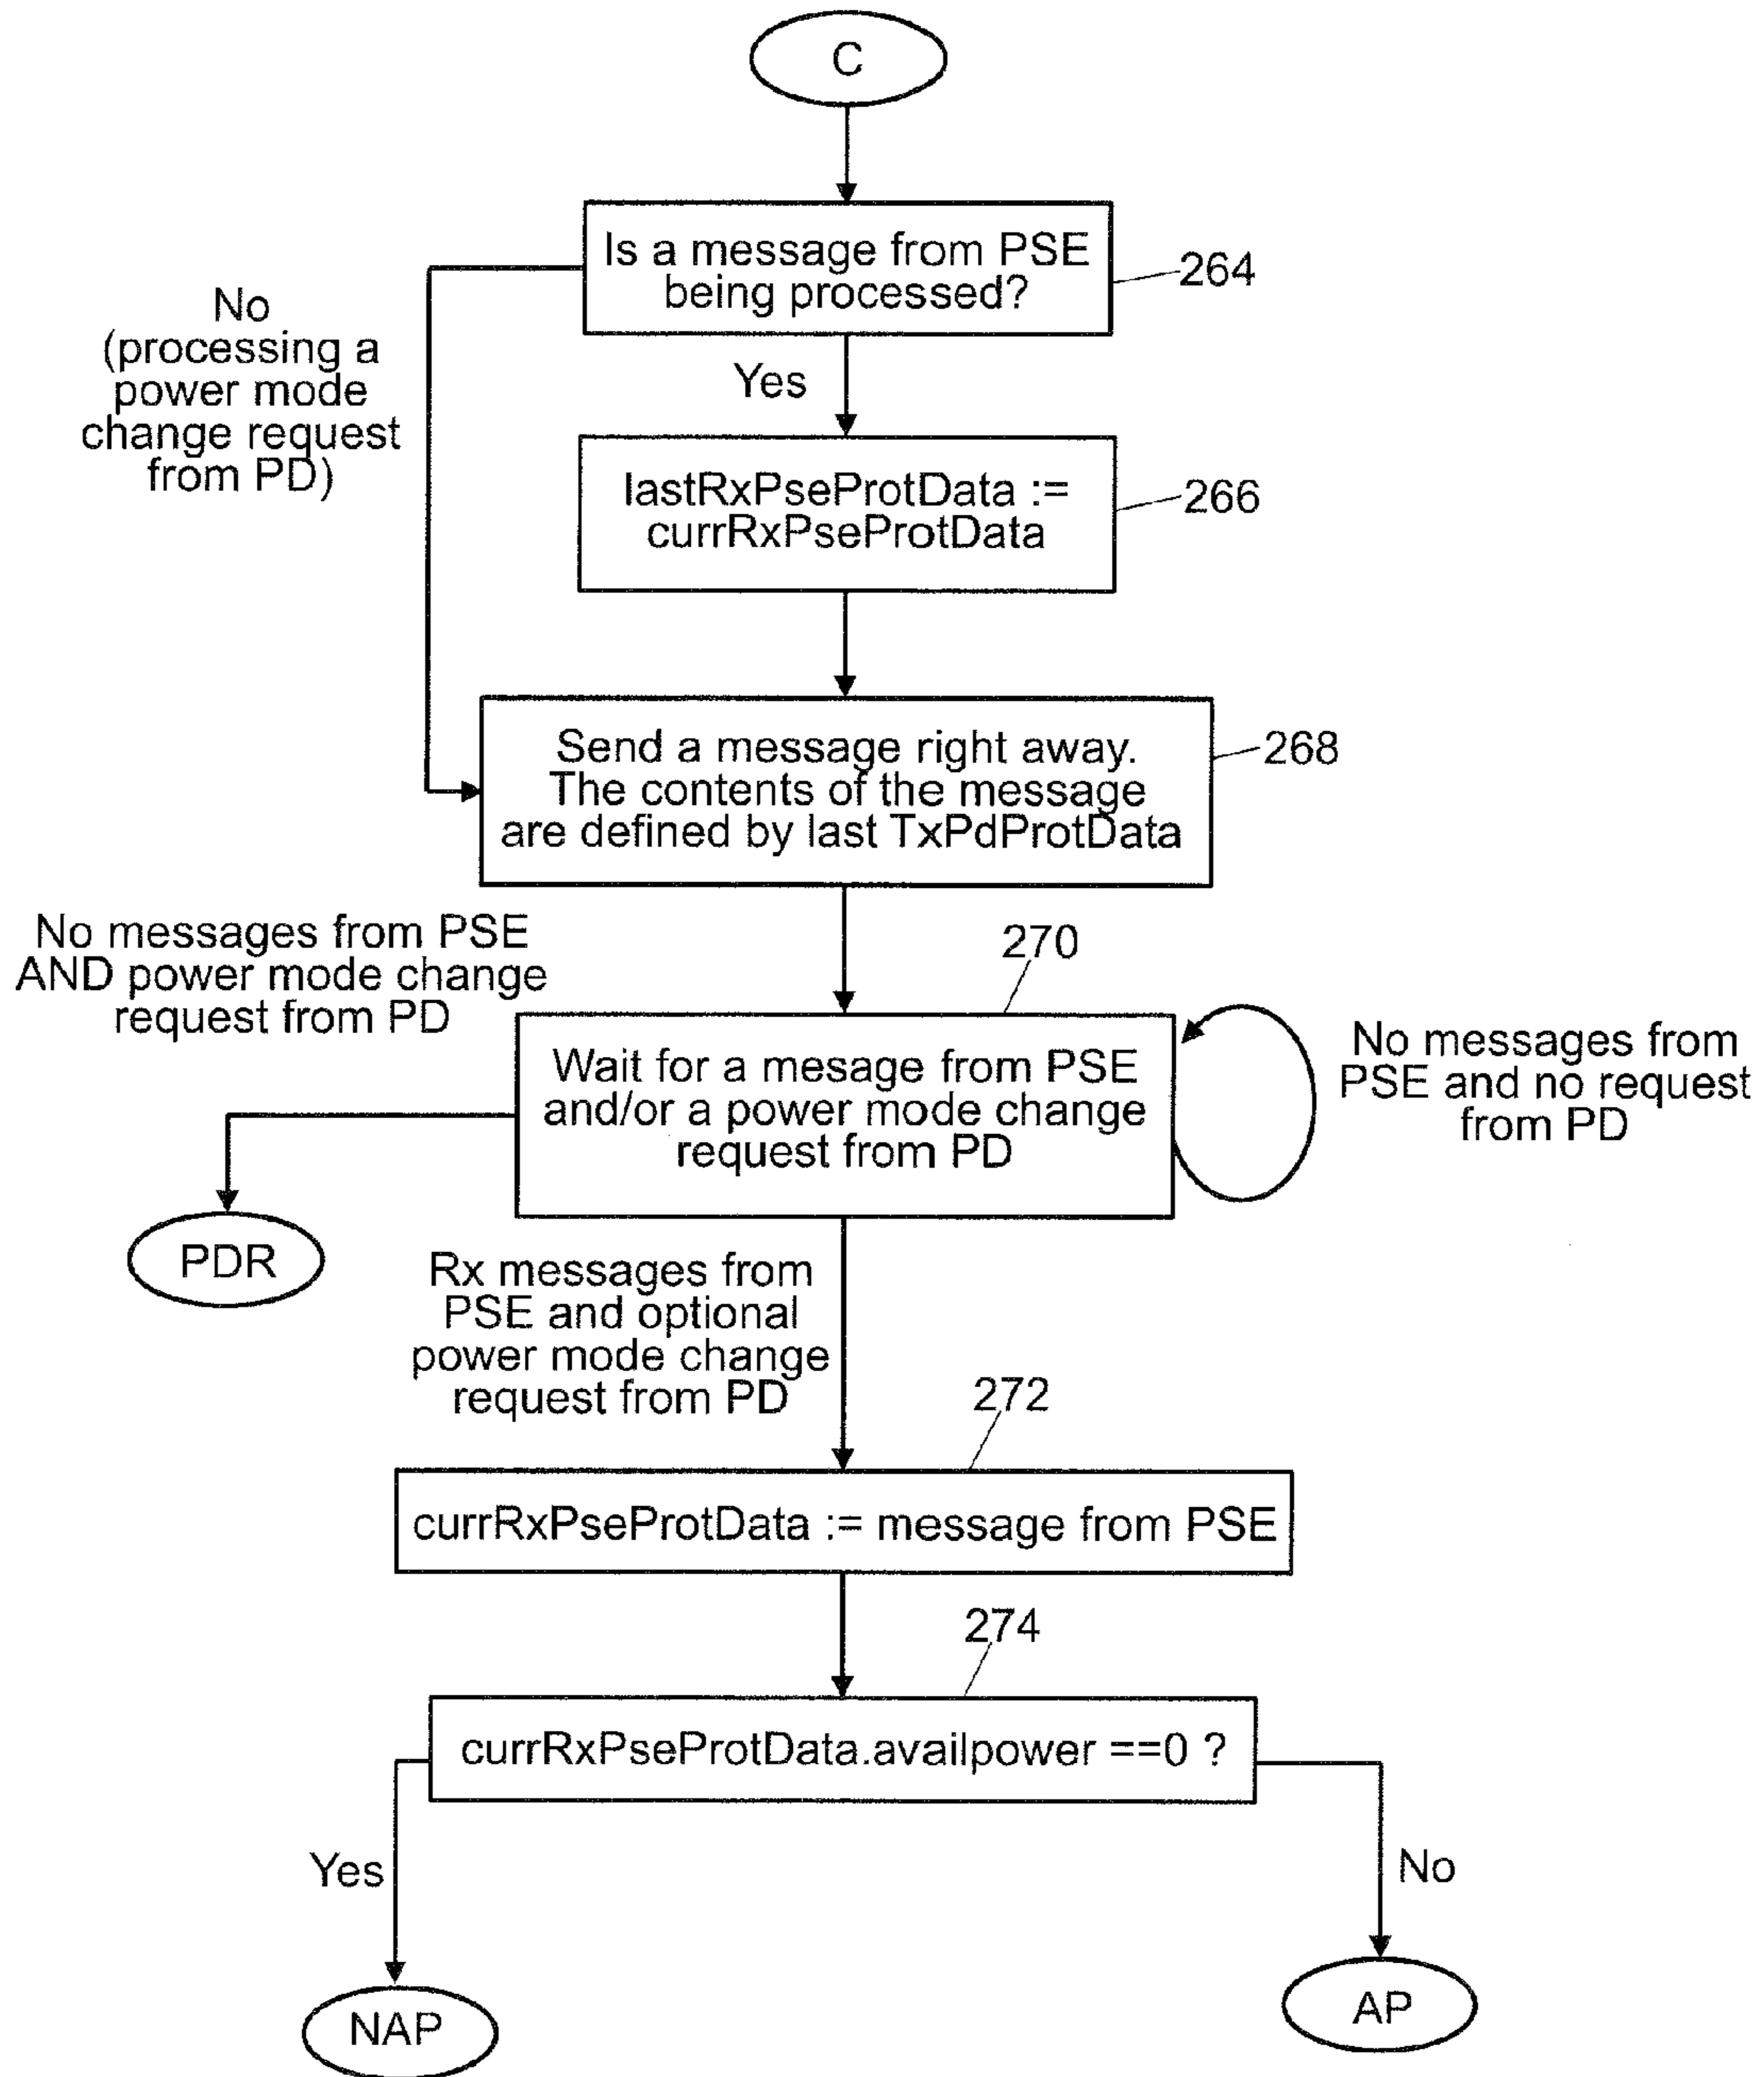 C
Is a message from PSE
being processed?
264
No
(processing a
power mode
change request
from PD)
Yes
lastRxPseProtData :=
currRxPseProtData
266
Send a message right away.
The contents of the message
are defined by last TxPdProtData
268
No messages from PSE
AND power mode change
request from PD
270
Wait for a mesage from PSE
and/or a power mode change
request from PD
No messages from
PSE and no request
from PD
PDR
Rx messages from
PSE and optional
power mode change
request from PD
272
currRxPseProtData := message from PSE
274
currRxPseProtData.availpower ==0 ?
Yes
No
NAP
AP